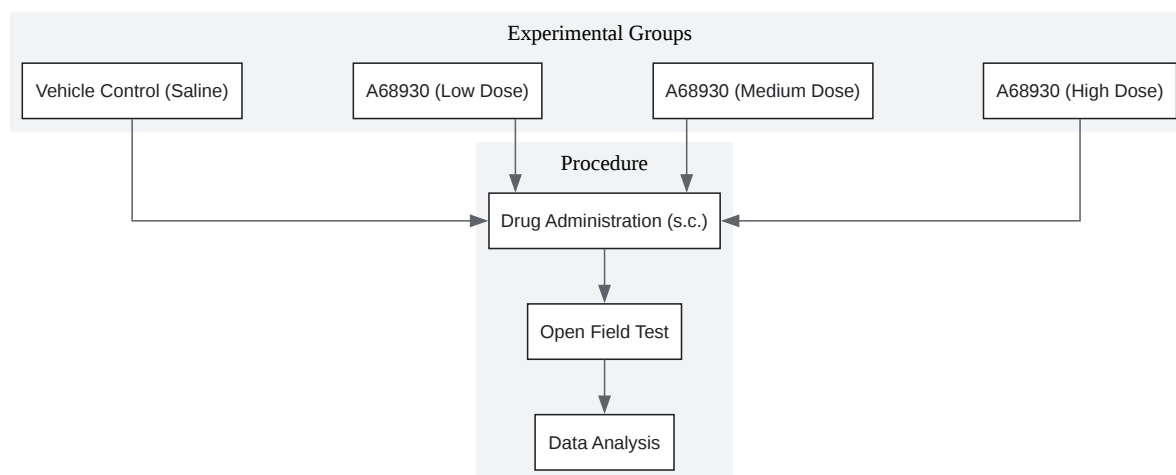 Experimental Groups
Vehicle Control (Saline)
A68930 (Low Dose)
A68930 (Medium Dose)
A68930 (High Dose)
Procedure
Drug Administration (s.c.)
Open Field Test
Data Analysis